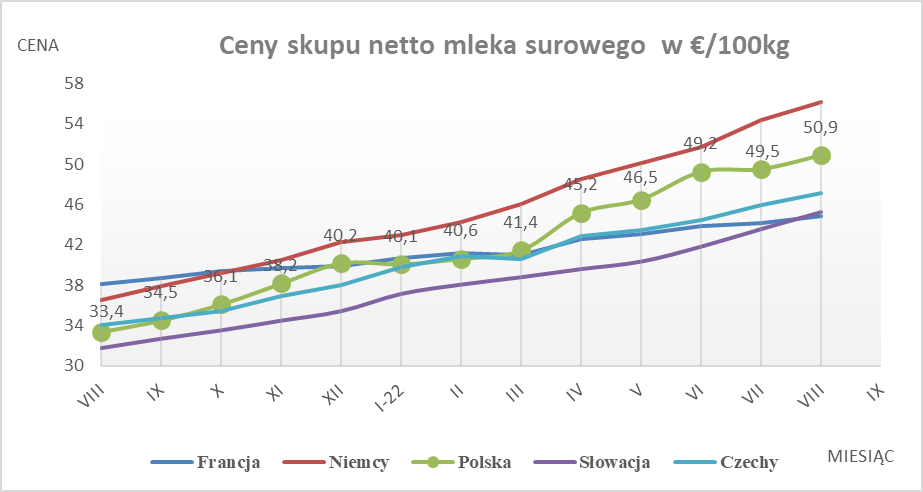 CENA
Ceny skupu netto mleka surowego w €/100kg
58
54
50
46
42
38
34
30
33,4
34,5
36,1
38,2
40,2
40,1
40,6
41,4
45,2
46,5
49,2
49,5
50,9
VIII
IX
X
XI
XII
I-22
II
III
IV
V
VI
VII
VIII
IX
MIESIĄC
Francja Niemcy Polska Słowacja Czechy